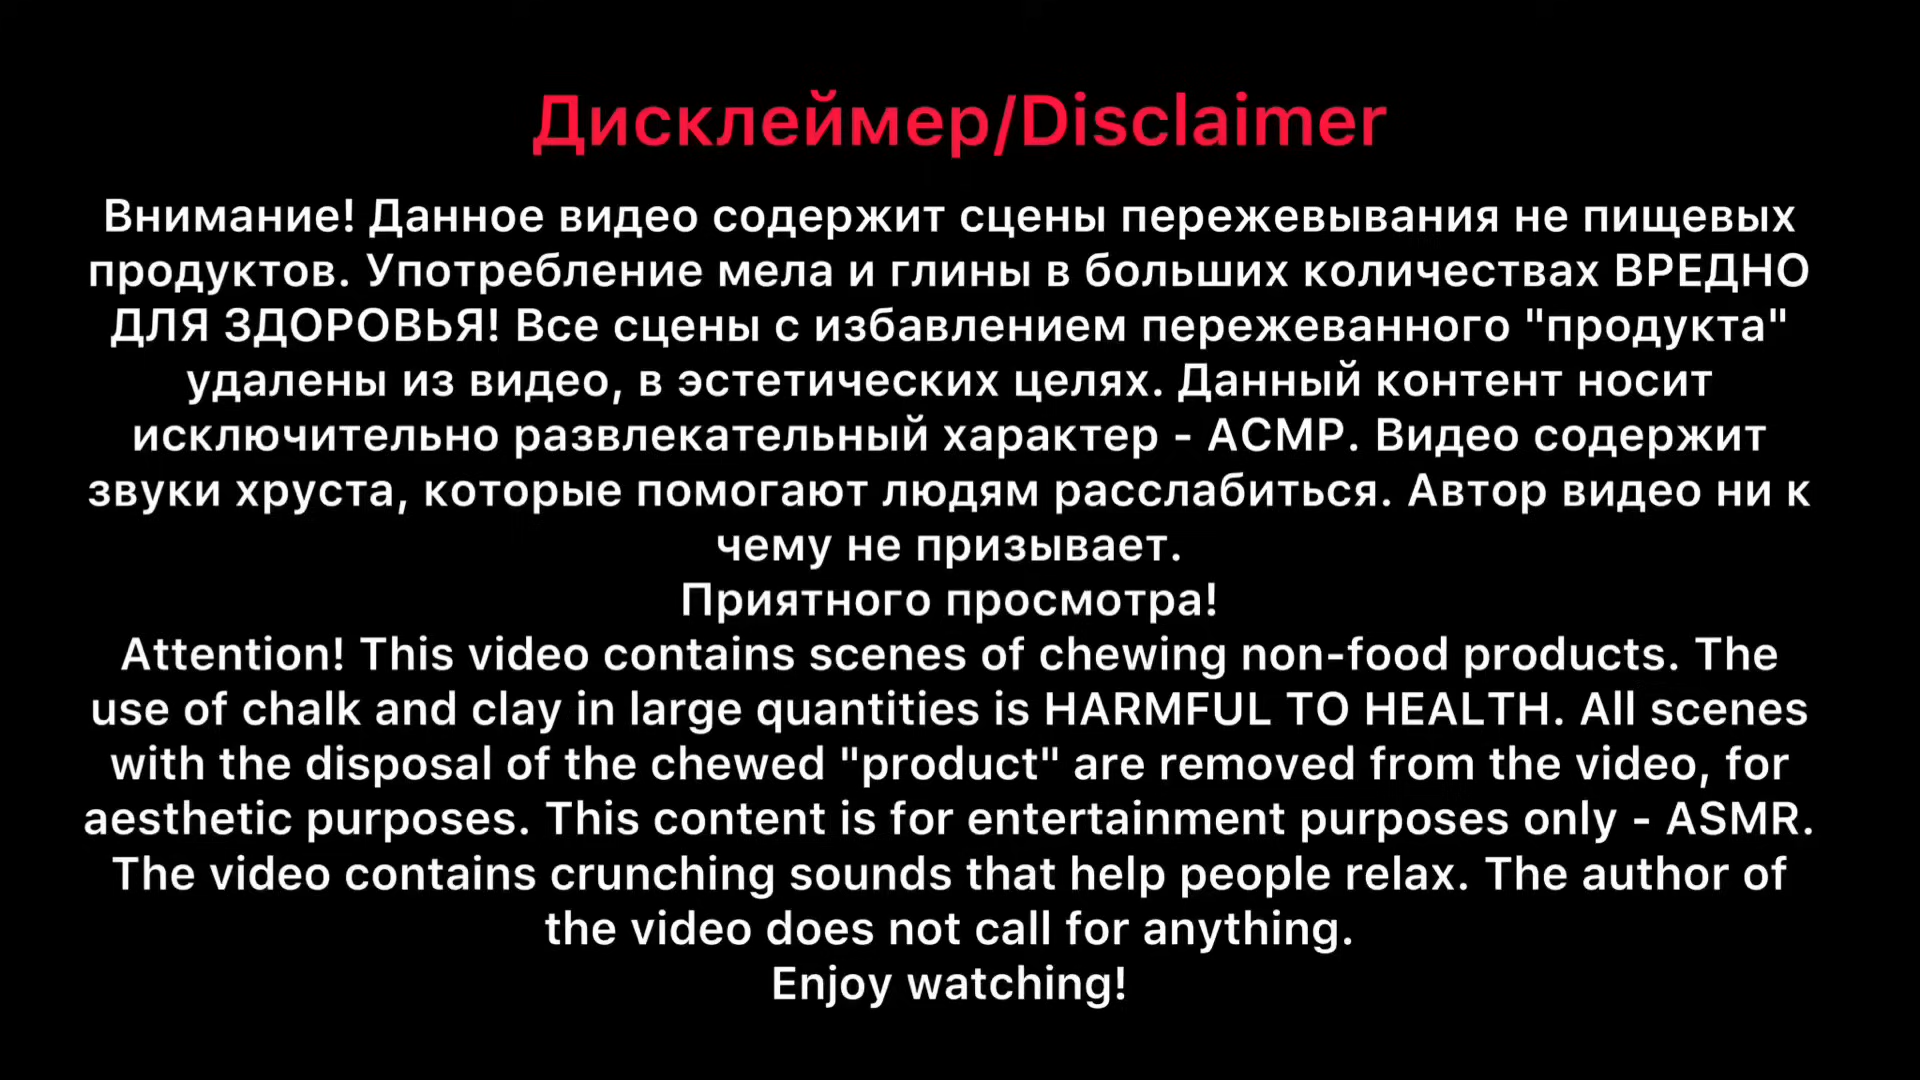 Дисклеймер/Disclaimer
Внимание! Данное видео содержит сцены пережевывания не пищевых
продуктов. Употребление мела и глины в больших количествах ВРЕДНО
ДЛЯ ЗДОРОВЬЯ! Все сцены с избавлением пережеванного "продукта"
удалены из видео, в эстетических целях. Данный контент носит
исключительно развлекательный характер - АСМР. Видео содержит
звуки хруста, которые помогают людям расслабиться. Автор видео ни к
чему не призывает.
Приятного просмотра!
Attention! This video contains scenes of chewing non-food products. The
use of chalk and clay in large quantities is HARMFUL TO HEALTH. All scenes
with the disposal of the chewed "product" are removed from the video, for
aesthetic purposes. This content is for entertainment purposes only - ASMR.
The video contains crunching sounds that help people relax. The author of
the video does not call for anything.
Enjoy watching!